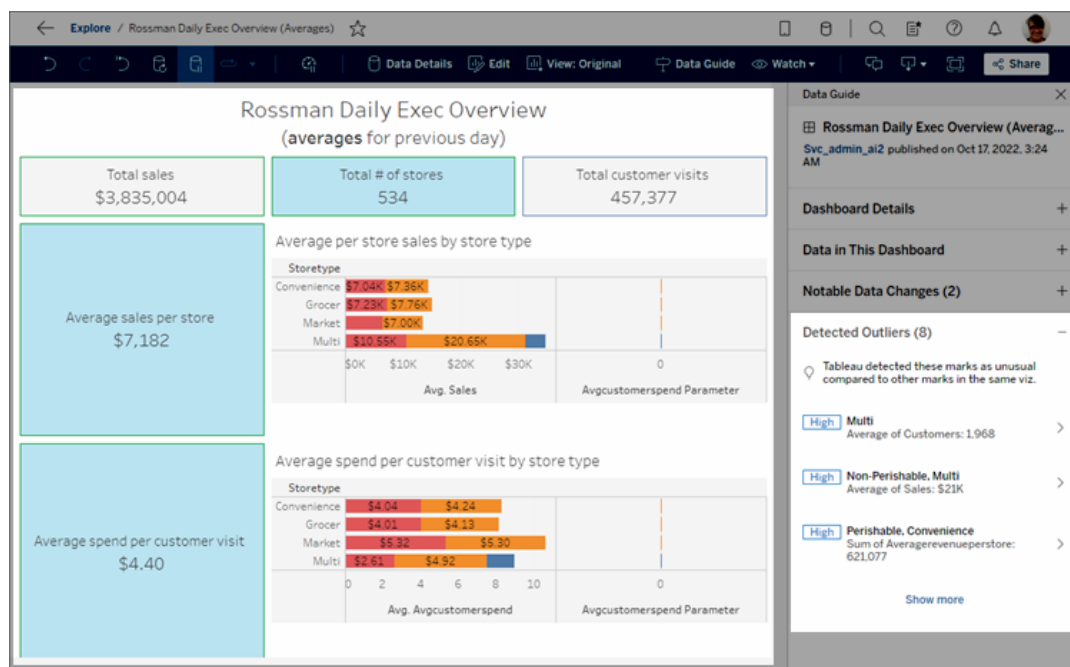 Explore / Rossman Daily Exec Overview (Averages)
Data Details Edit View: Original Data Guide Watch Share
Rossman Daily Exec Overview
(averages for previous day)
Total sales
$3,835,004
Total # of stores
534
Total customer visits
457,377
Average sales per store
$7,182
Average per store sales by store type
Storetype
Convenience $7.04K $7.36K
Grocer $7.23K $7.76K
Market $7.00K
Multi $10.55K $20.65K
$0K $10K $20K $30K 0
Avg. Sales Avgcustomerspend Parameter
Average spend per customer visit
$4.40
Average spend per customer visit by store type
Storetype
Convenience $4.04 $4.24
Grocer $4.01 $4.13
Market $5.32 $5.30
Multi $2.61 $4.92
0 2 4 6 8 10 0
Avg. Avgcustomerspend Avgcustomerspend Parameter
Data Guide
Rossman Daily Exec Overview (Averag...
Svc_admin_ai2 published on Oct 17, 2022, 3:24
AM
Dashboard Details
Data in This Dashboard
Notable Data Changes (2)
Detected Outliers (8)
Tableau detected these marks as unusual
compared to other marks in the same viz.
High Multi
Average of Customers: 1,968
High Non-Perishable, Multi
Average of Sales: $21K
High Perishable, Convenience
Sum of Averagerevenueperstore:
621,077
Show more